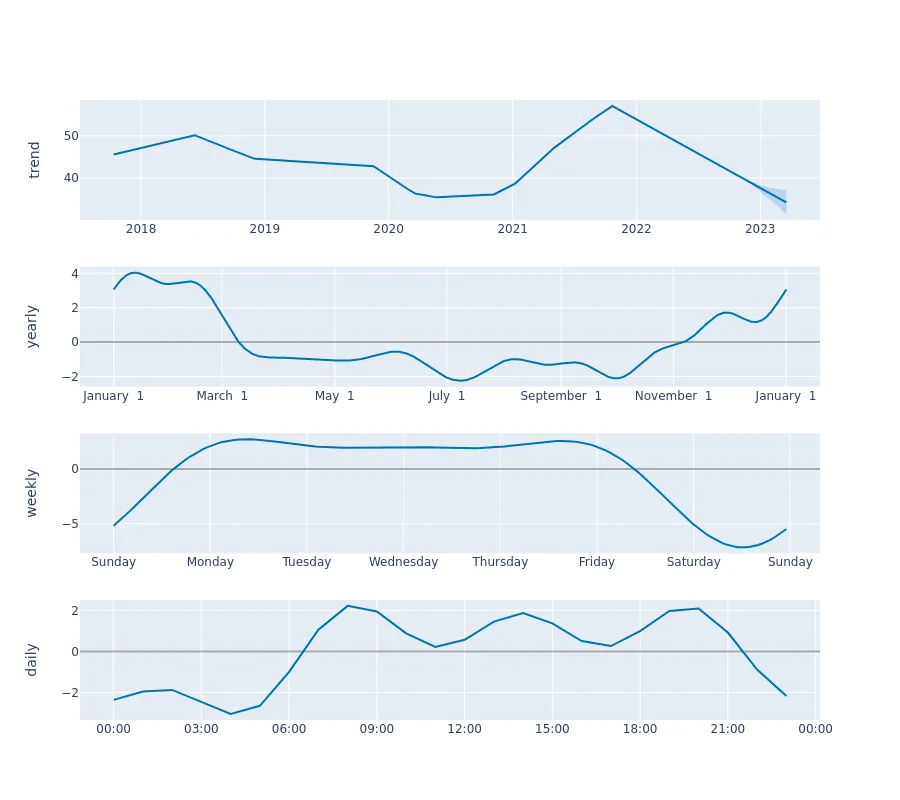 trend
50
40
2018 2019 2020 2021 2022 2023
yearly
4
2
0
−2
January 1 March 1 May 1 July 1 September 1 November 1 January 1
weekly
0
−5
Sunday Monday Tuesday Wednesday Thursday Friday Saturday Sunday
daily
2
0
−2
00:00 03:00 06:00 09:00 12:00 15:00 18:00 21:00 00:00